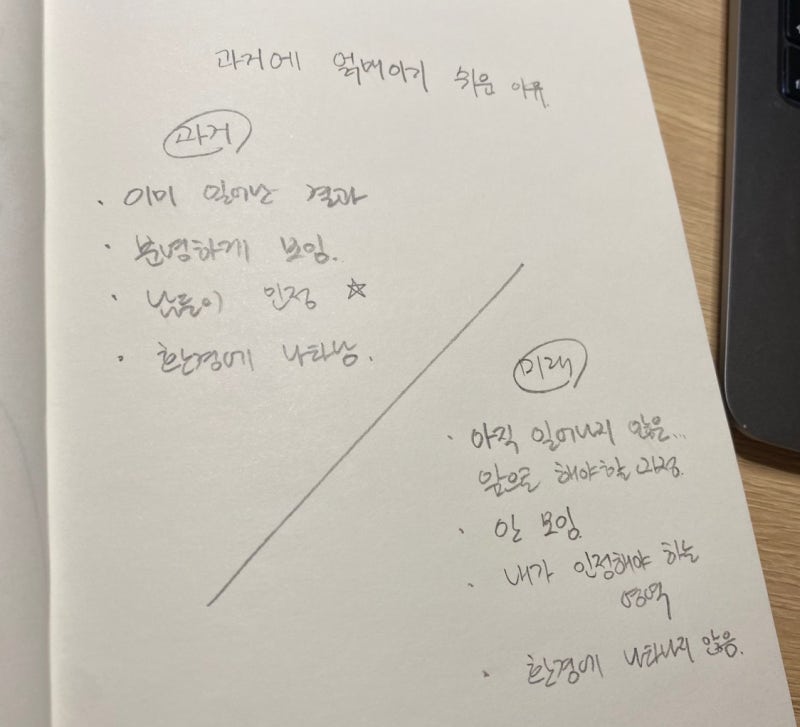 과거에 얽매이기 쉬운 이유.
과거
· 이미 일어난 결과
· 분명하게 보임.
· 남들이 인정 ☆
· 환경에 나타남.
미래
· 아직 일어나지 않은...
앞으로 해야할 과정.
· 안 보임.
· 내가 인정해야 하는
영역
· 환경에 나타나지 않음.